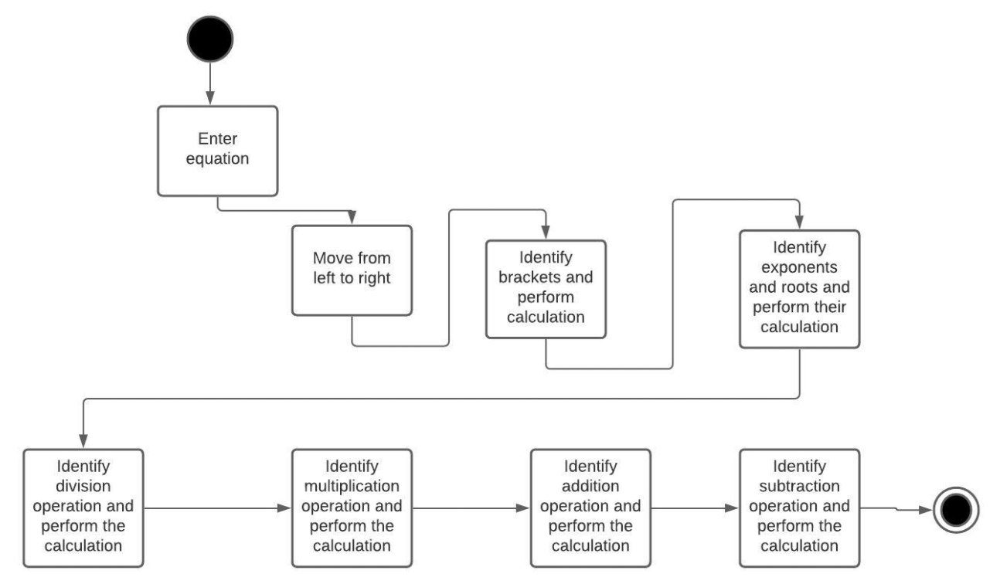 Enter
equation
Move from
left to right
Identify
brackets and
perform
calculation
Identify
exponents
and roots and
perform their
calculation
Identify
division
operation and
perform the
calculation
Identify
multiplication
operation and
perform the
calculation
Identify
addition
operation and
perform the
calculation
Identify
subtraction
operation and
perform the
calculation